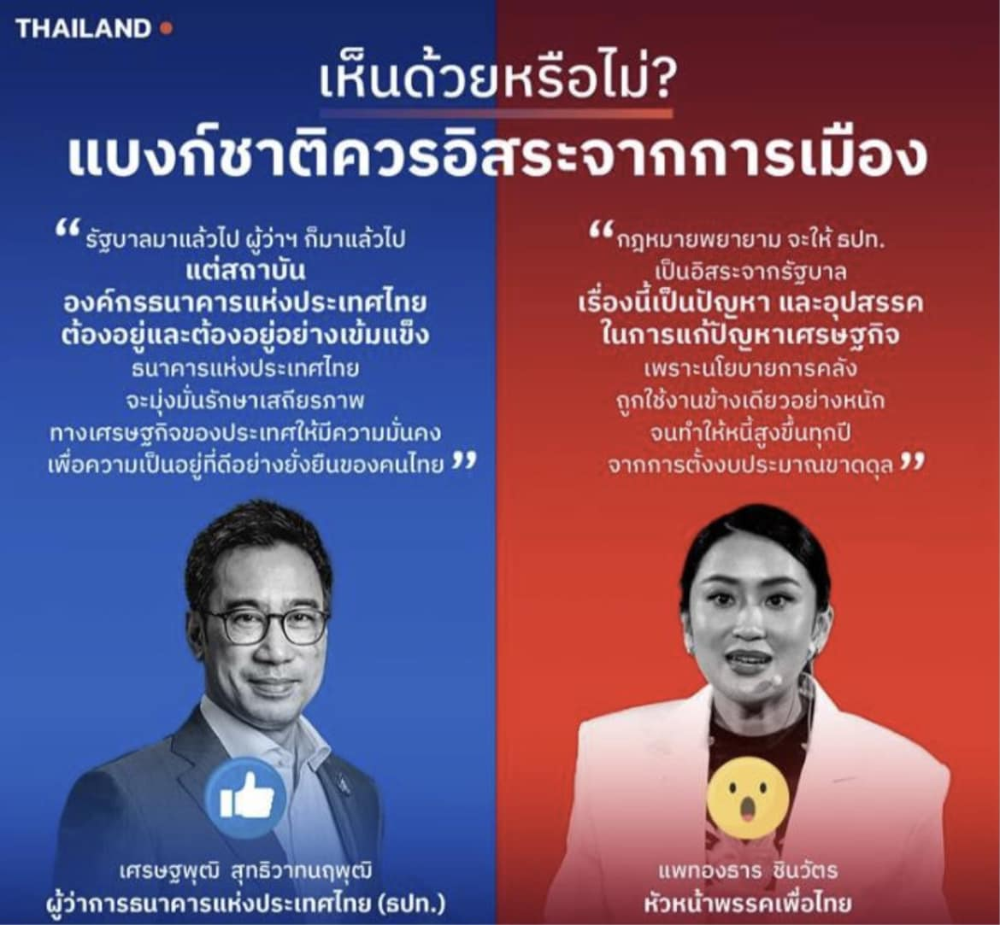 THAILAND
เห็นด้วยหรือไม่?
แบงก์ชาติควรอิสระจากการเมือง
“รัฐบาลมาแล้วไป ผู้ว่าฯ ก็มาแล้วไป
แต่สถาบัน
องค์กรธนาคารแห่งประเทศไทย
ต้องอยู่และต้องอยู่อย่างเข้มแข็ง
ธนาคารแห่งประเทศไทย
จะมุ่งมั่นรักษาเสถียรภาพ
ทางเศรษฐกิจของประเทศให้มีความมั่นคง
เพื่อความเป็นอยู่ที่ดีอย่างยั่งยืนของคนไทย”
“กฎหมายพยายาม จะให้ ธปท.
เป็นอิสระจากรัฐบาล
เรื่องนี้เป็นปัญหา และอุปสรรค
ในการแก้ปัญหาเศรษฐกิจ
เพราะนโยบายการคลัง
ถูกใช้งานข้างเดียวอย่างหนัก
จนทำให้หนี้สูงขึ้นทุกปี
จากการตั้งงบประมาณขาดดุล”
เศรษฐพุฒิ สุทธิวาทนฤพุฒิ
ผู้ว่าการธนาคารแห่งประเทศไทย (ธปท.)
แพทองธาร ชินวัตร
หัวหน้าพรรคเพื่อไทย